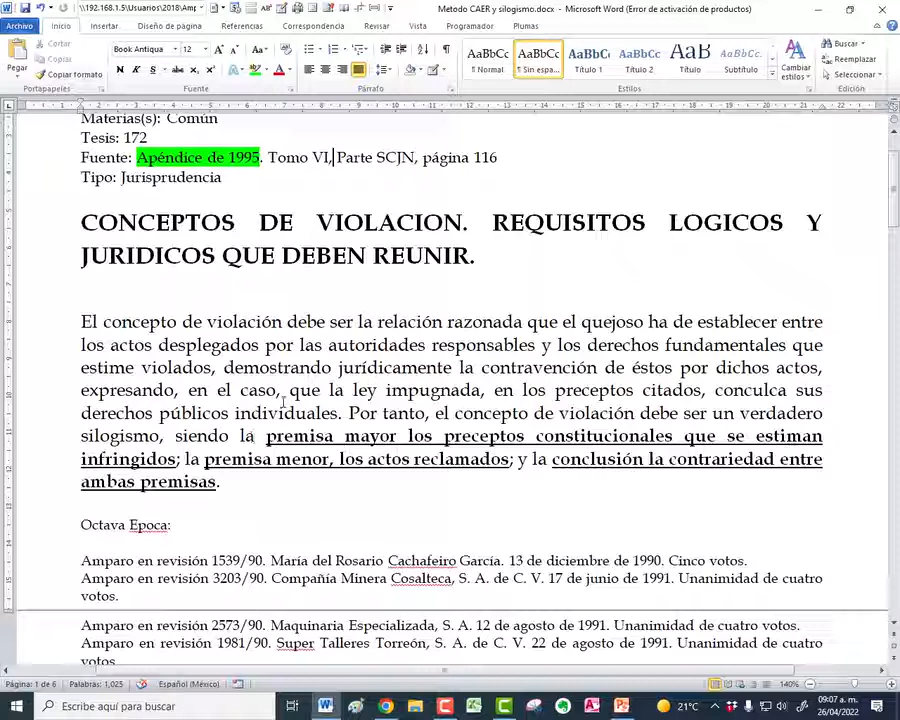 \\192.168.1.5\Usuarios\2018\Amp
Metodo CAER y silogismo.docx - Microsoft Word (Error de activación de productos)
Archivo Inicio Insertar Diseño de página Referencias Correspondencia Revisar Vista Programador Plumas
Cortar
Copiar
Copiar formato
Pegar
Book Antiqua 12
AaBbCc AaBbCc AaBbC AaBbCc AaB AaBbCc.
¶ Normal ¶ Sin espa... Título 1 Título 2 Título Subtítulo
Cambiar estilos
Buscar
Reemplazar
Seleccionar
Portapapeles Fuente Párrafo Estilos Edición
Materias(s): Común
Tesis: 172
Fuente: Apéndice de 1995. Tomo VI, Parte SCJN, página 116
Tipo: Jurisprudencia
CONCEPTOS DE VIOLACION. REQUISITOS LOGICOS Y
JURIDICOS QUE DEBEN REUNIR.
El concepto de violación debe ser la relación razonada que el quejoso ha de establecer entre
los actos desplegados por las autoridades responsables y los derechos fundamentales que
estime violados, demostrando jurídicamente la contravención de éstos por dichos actos,
expresando, en el caso, que la ley impugnada, en los preceptos citados, conculca sus
derechos públicos individuales. Por tanto, el concepto de violación debe ser un verdadero
silogismo, siendo la premisa mayor los preceptos constitucionales que se estiman
infringidos; la premisa menor, los actos reclamados; y la conclusión la contrariedad entre
ambas premisas.
Octava Epoca:
Amparo en revisión 1539/90. María del Rosario Cachafeiro García. 13 de diciembre de 1990. Cinco votos.
Amparo en revisión 3203/90. Compañía Minera Cosalteca, S. A. de C. V. 17 de junio de 1991. Unanimidad de cuatro
votos.
Amparo en revisión 2573/90. Maquinaria Especializada, S. A. 12 de agosto de 1991. Unanimidad de cuatro votos.
Amparo en revisión 1981/90. Super Talleres Torreón, S. A. de C. V. 22 de agosto de 1991. Unanimidad de cuatro
votos.
Página: 1 de 6 Palabras: 1,025 Español (México) 140%
Escribe aquí para buscar
21°C
09:07 a. m.
26/04/2022